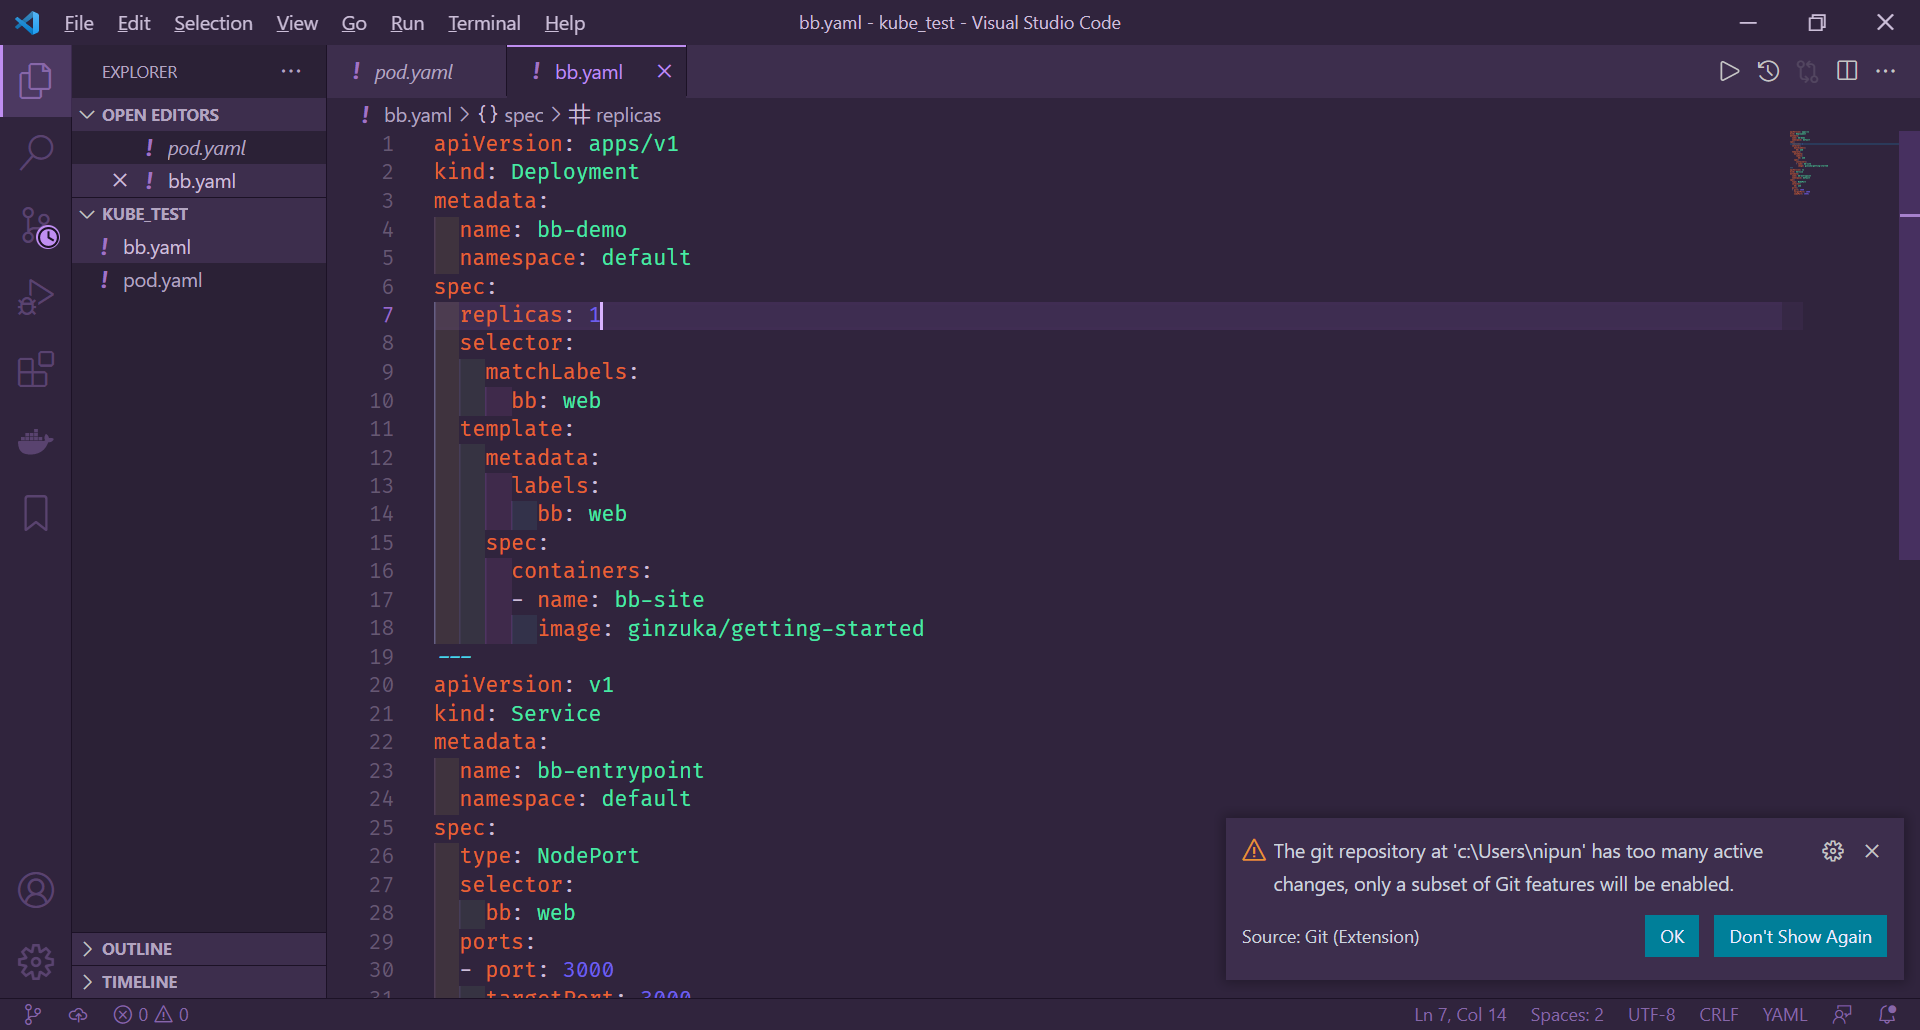 File Edit Selection View Go Run Terminal Help
bb.yaml - kube_test - Visual Studio Code
EXPLORER
OPEN EDITORS
! pod.yaml
! bb.yaml
KUBE_TEST
! bb.yaml
! pod.yaml
OUTLINE
TIMELINE
! pod.yaml
! bb.yaml
! bb.yaml > {} spec > # replicas
1 apiVersion: apps/v1
2 kind: Deployment
3 metadata:
4   name: bb-demo
5   namespace: default
6 spec:
7   replicas: 1
8   selector:
9     matchLabels:
10       bb: web
11   template:
12     metadata:
13       labels:
14         bb: web
15     spec:
16       containers:
17       - name: bb-site
18         image: ginzuka/getting-started
19 ---
20 apiVersion: v1
21 kind: Service
22 metadata:
23   name: bb-entrypoint
24   namespace: default
25 spec:
26   type: NodePort
27   selector:
28     bb: web
29   ports:
30   - port: 3000
31     targetPort: 3000
The git repository at 'c:\Users\nipun' has too many active
changes, only a subset of Git features will be enabled.
Source: Git (Extension)
OK
Don't Show Again
0 0
Ln 7, Col 14 Spaces: 2 UTF-8 CRLF YAML